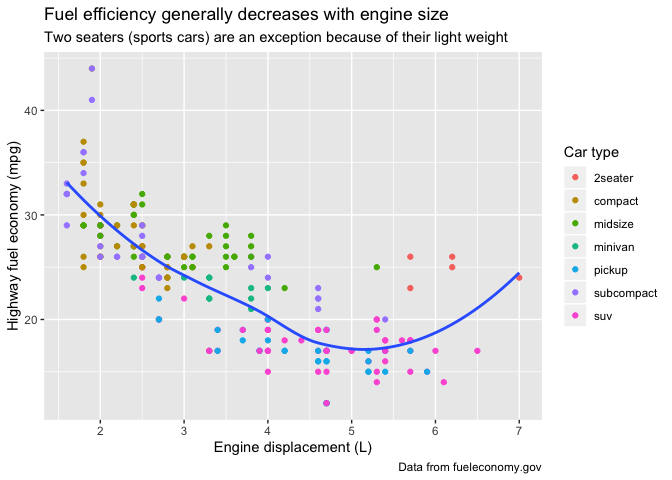 Fuel efficiency generally decreases with engine size
Two seaters (sports cars) are an exception because of their light weight
Highway fuel economy (mpg)
40
30
20
2 3 4 5 6 7
Engine displacement (L)
Car type
2seater
compact
midsize
minivan
pickup
subcompact
suv
Data from fueleconomy.gov